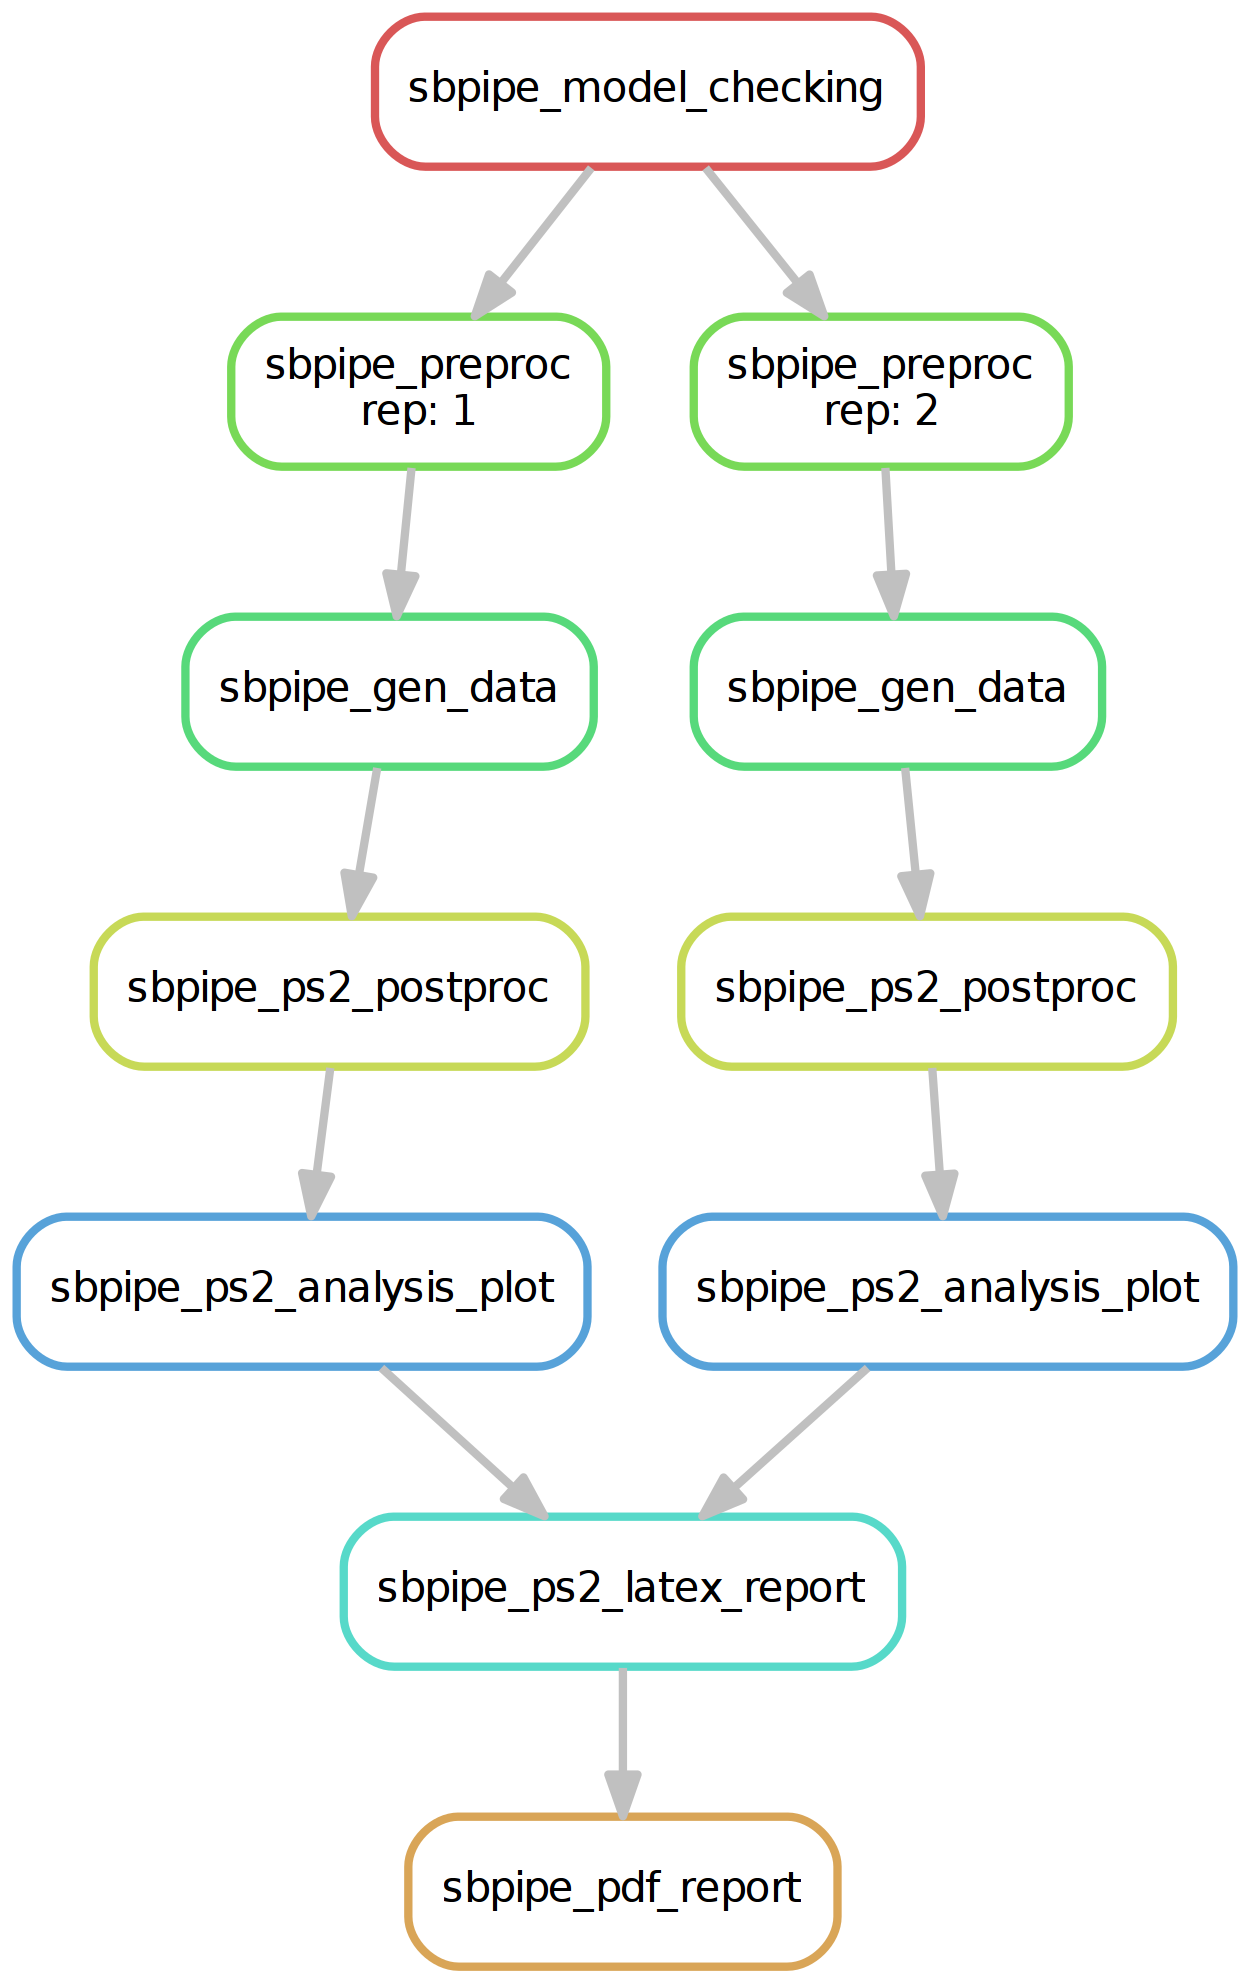 sbpipe_model_checking
sbpipe_preproc
rep: 1
sbpipe_preproc
rep: 2
sbpipe_gen_data
sbpipe_gen_data
sbpipe_ps2_postproc
sbpipe_ps2_postproc
sbpipe_ps2_analysis_plot
sbpipe_ps2_analysis_plot
sbpipe_ps2_latex_report
sbpipe_pdf_report